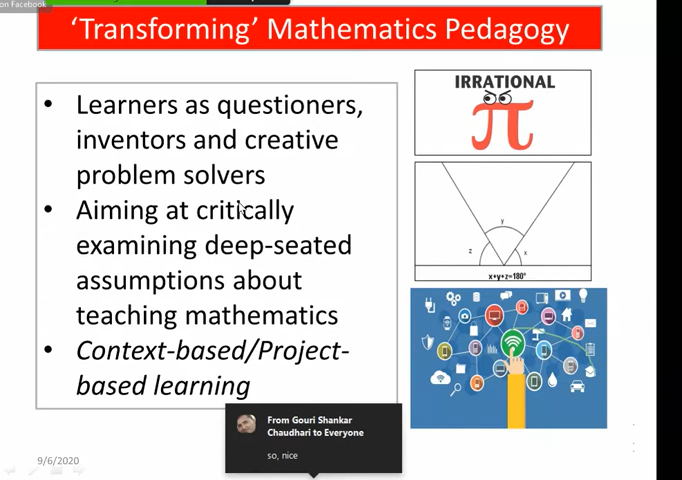 on Facebook
‘Transforming’ Mathematics Pedagogy
• Learners as questioners,
inventors and creative
problem solvers
• Aiming at critically
examining deep-seated
assumptions about
teaching mathematics
• Context-based/Project-
based learning
IRRATIONAL
π
y
z
x
x+y+z=180°
From Gouri Shankar
Chaudhari to Everyone
so, nice
9/6/2020